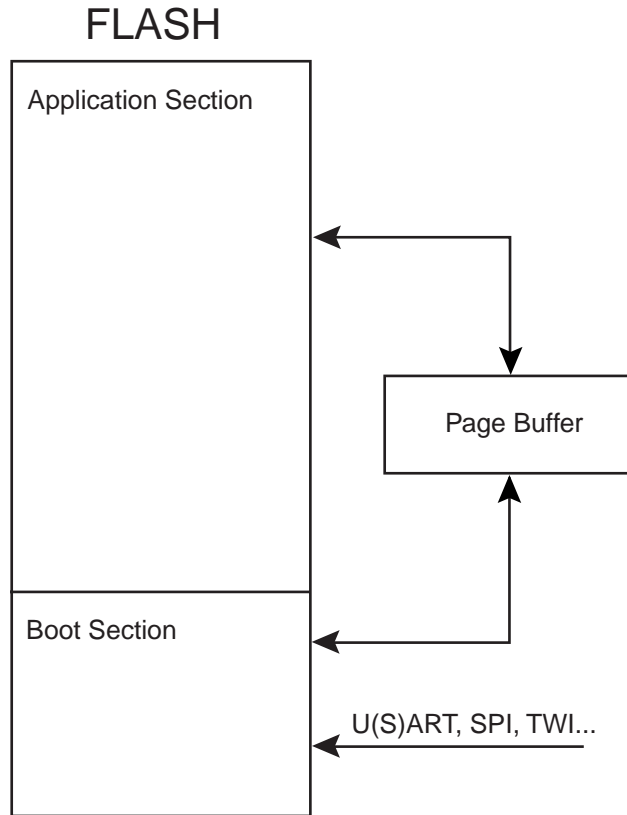 FLASH
Application Section
Page Buffer
Boot Section
U(S)ART, SPI, TWI...